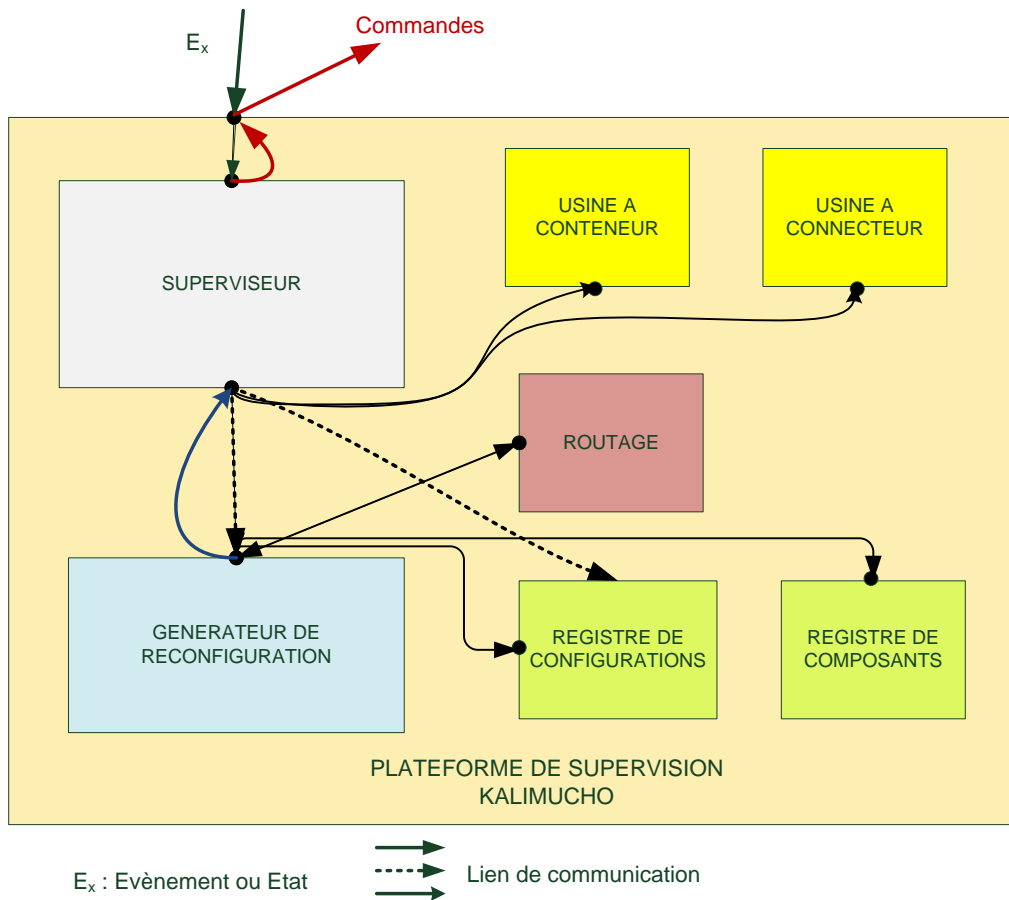 Commandes
Ex
USINE A
CONTENEUR
USINE A
CONNECTEUR
SUPERVISEUR
ROUTAGE
GENERATEUR DE
RECONFIGURATION
REGISTRE DE
CONFIGURATIONS
REGISTRE DE
COMPOSANTS
PLATEFORME DE SUPERVISION
KALIMUCHO
Ex : Evènement ou Etat
Lien de communication